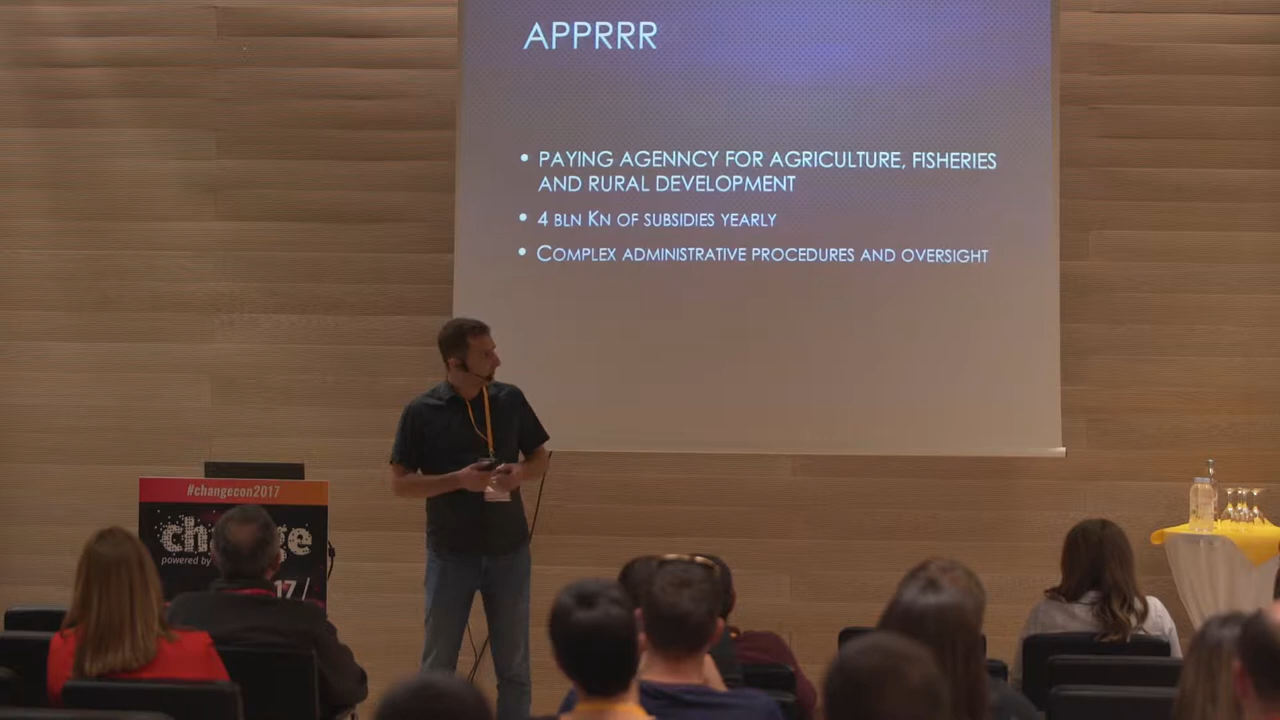 APPRRR
• PAYING AGENNCY FOR AGRICULTURE, FISHERIES
AND RURAL DEVELOPMENT
• 4 BLN KN OF SUBSIDIES YEARLY
• COMPLEX ADMINISTRATIVE PROCEDURES AND OVERSIGHT
#changecon2017
powered by
17/